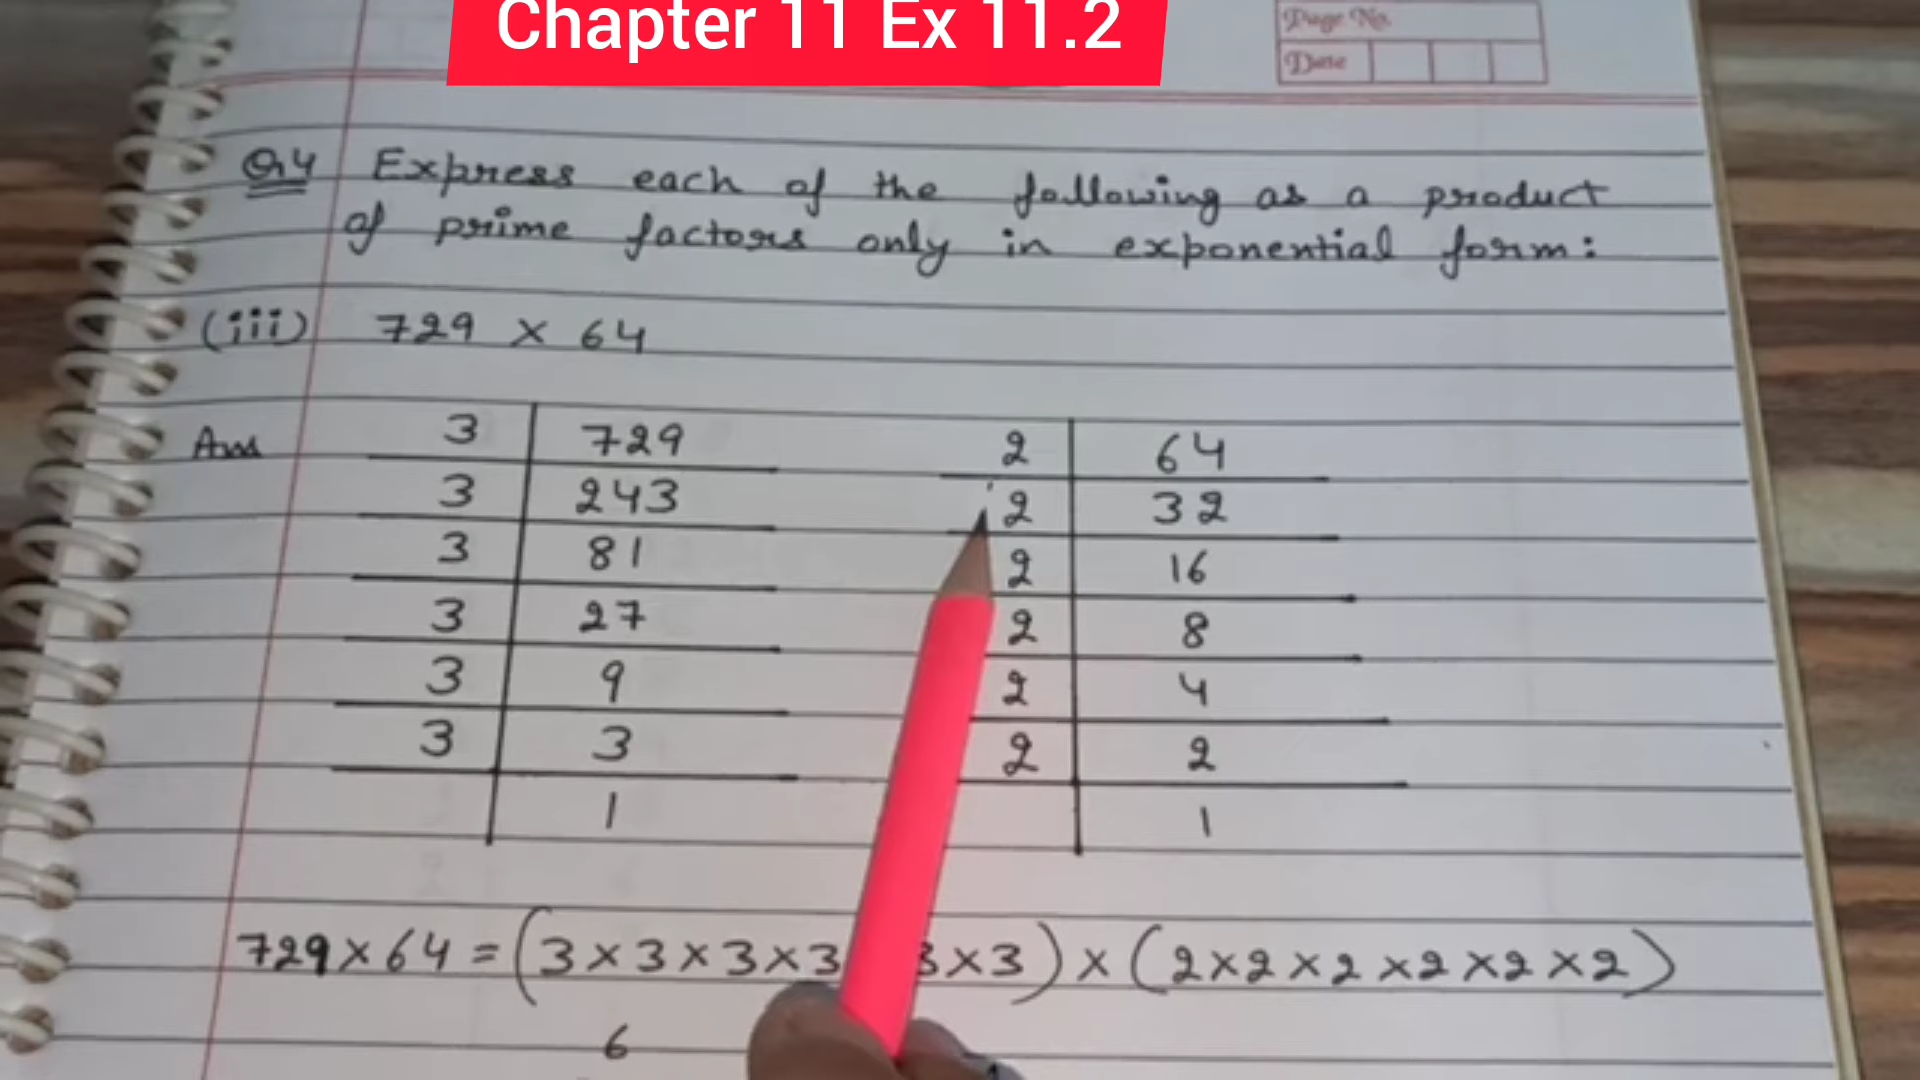 Chapter 11 Ex 11.2
Page No.
Date
Q4 Express each of the following as a product
of prime factors only in exponential form:
(iii) 729 × 64
Ans 3 729 2 64
3 243 2 32
3 81 2 16
3 27 2 8
3 9 2 4
3 3 2 2
1 1
729×64 = (3×3×3×3 3×3) × (2×2×2×2×2×2)
6